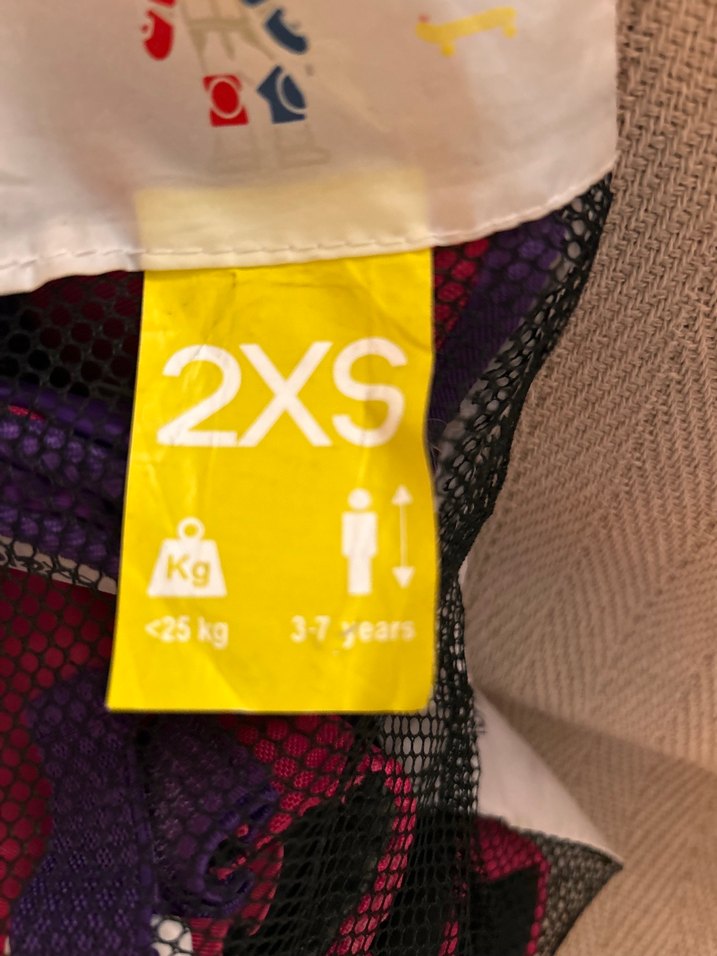 2XS
Kg
<25 kg
3-7 years